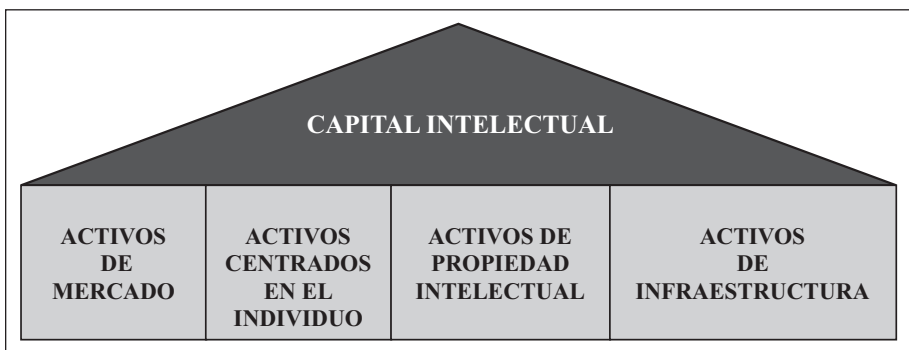 CAPITAL INTELECTUAL
ACTIVOS
DE
MERCADO
ACTIVOS
CENTRADOS
EN EL
INDIVIDUO
ACTIVOS DE
PROPIEDAD
INTELECTUAL
ACTIVOS
DE
INFRAESTRUCTURA